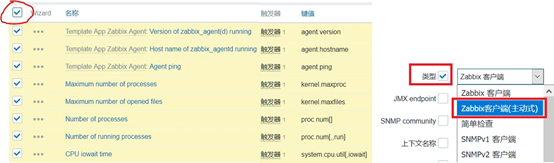 Wizard 名称 触发器 键值
••• Template App Zabbix Agent: Version of zabbix_agent(d) running 触发器 1 agent.version
••• Template App Zabbix Agent: Host name of zabbix_agentd running 触发器 1 agent.hostname
••• Template App Zabbix Agent: Agent ping 触发器 1 agent.ping
••• Maximum number of processes 触发器 1 kernel.maxproc
••• Maximum number of opened files 触发器 1 kernel.maxfiles
••• Number of processes 触发器 1 proc.num[]
••• Number of running processes 触发器 1 proc.num[,,run]
••• CPU iowait time 触发器 1 system.cpu.util[,iowait]
类型 Zabbix 客户端
Zabbix 客户端
JMX endpoint Zabbix客户端(主动式)
简单检查
SNMP community SNMPv1 客户端
上下文名称 SNMPv2 客户端